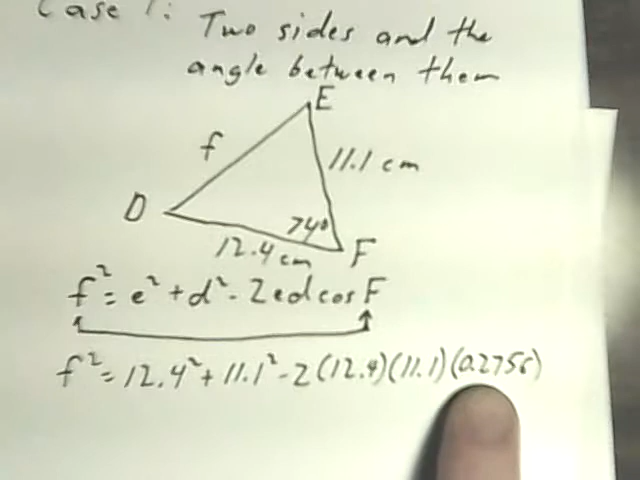 Case 1: Two sides and the
angle between them
E
f
11.1 cm
D
74°
12.4 cm
F
f² = e² + d² - 2ed cos F
f² = 12.4² + 11.1² - 2(12.4)(11.1)(0.2756)